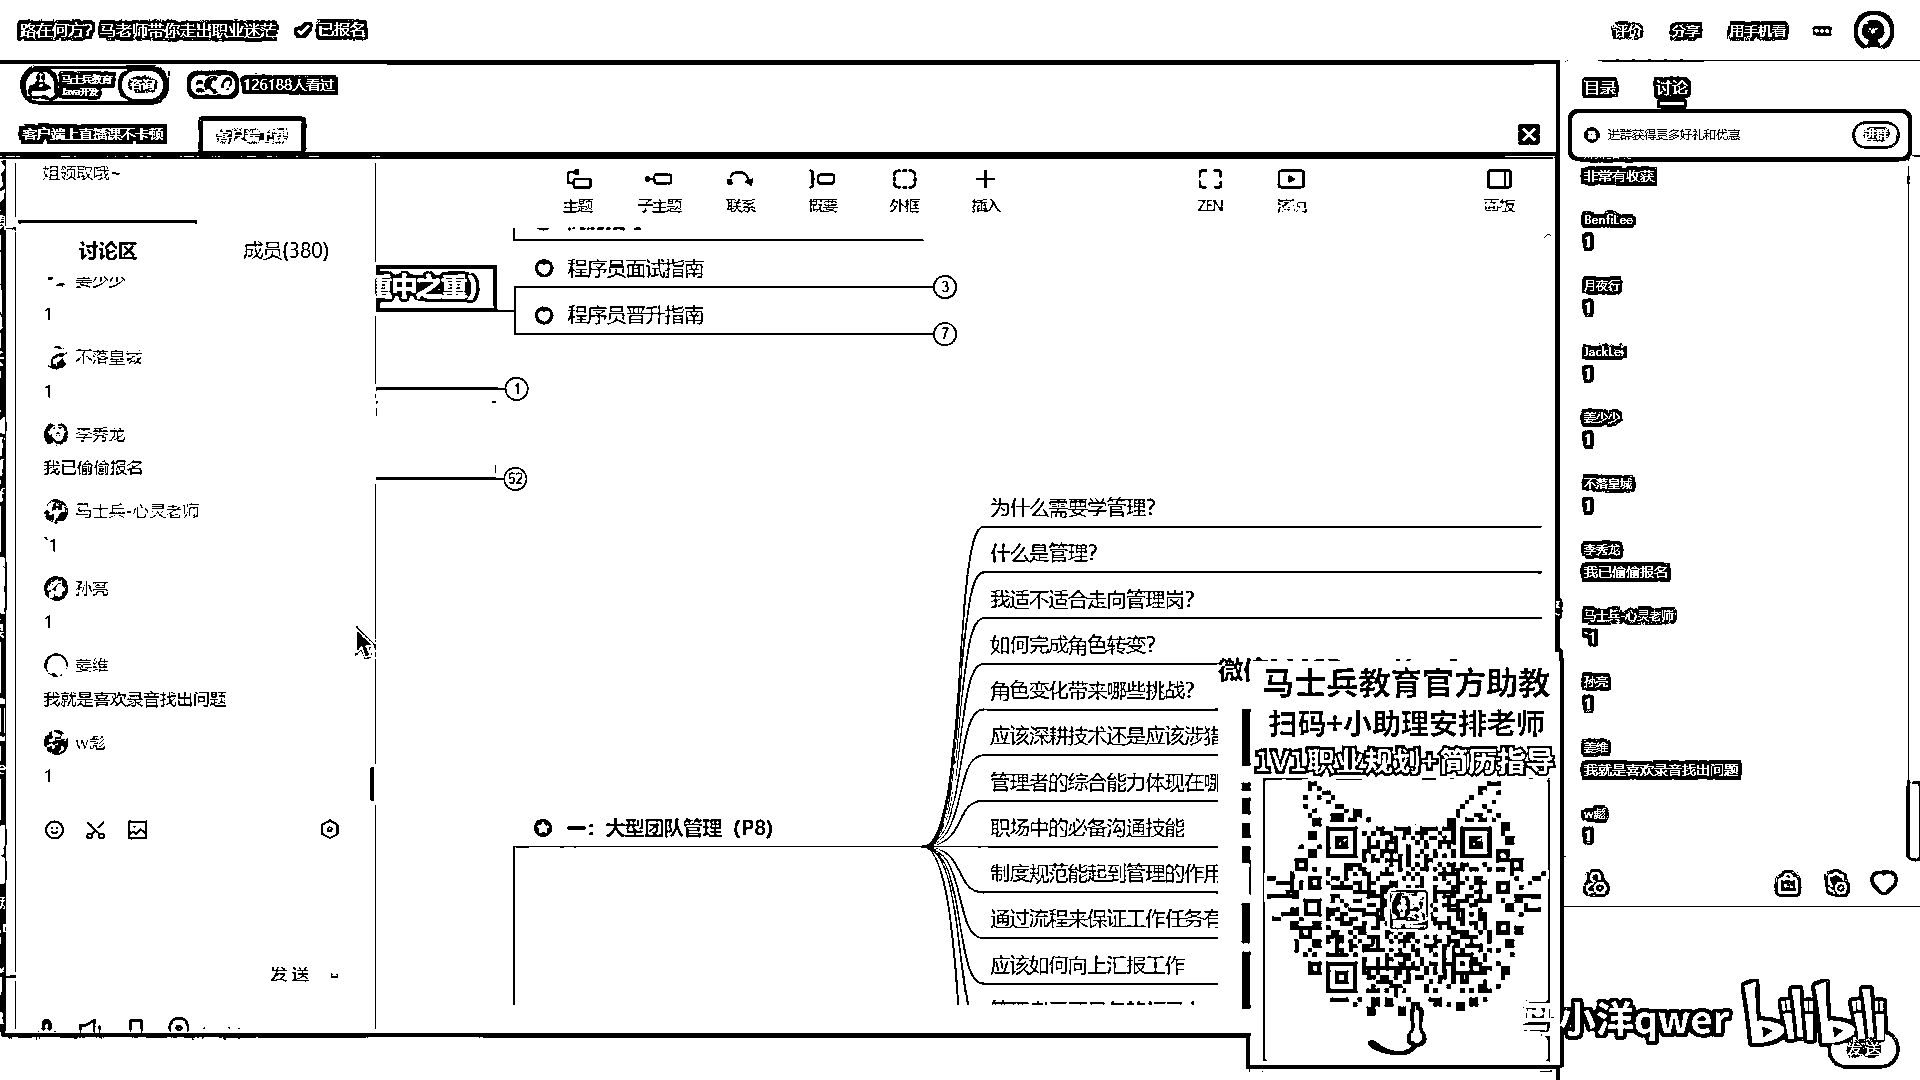 路在何方? 马老师带你走出职业迷茫
已报名
评价
分享
用手机看
马士兵教育
Java开发
咨询
126188人看过
客户端上直播课不卡顿
目录
讨论
进群获得更多好礼和优惠
进群
姐领取哦~
讨论区
成员(380)
姜少少
1
不落皇城
1
李秀龙
我已偷偷报名
马士兵-心灵老师
`1
孙亮
1
姜维
我就是喜欢录音找出问题
w彪
1
发送
主题
子主题
联系
概要
外框
插入
ZEN
演说
面板
重中之重)
程序员面试指南
3
程序员晋升指南
7
1
52
一：大型团队管理（P8）
为什么需要学管理?
什么是管理?
我适不适合走向管理岗?
如何完成角色转变?
角色变化带来哪些挑战?
应该深耕技术还是应该涉猎
管理者的综合能力体现在哪
职场中的必备沟通技能
制度规范能起到管理的作用
通过流程来保证工作任务有
应该如何向上汇报工作
微信
马士兵教育官方助教
扫码+小助理安排老师
1V1职业规划+简历指导
非常有收获
BenfiLee
1
月夜行
1
JackLei
1
姜少少
1
不落皇城
1
李秀龙
我已偷偷报名
马士兵-心灵老师
`1
孙亮
1
姜维
我就是喜欢录音找出问题
w彪
1
小洋qwer
bilibili
发送